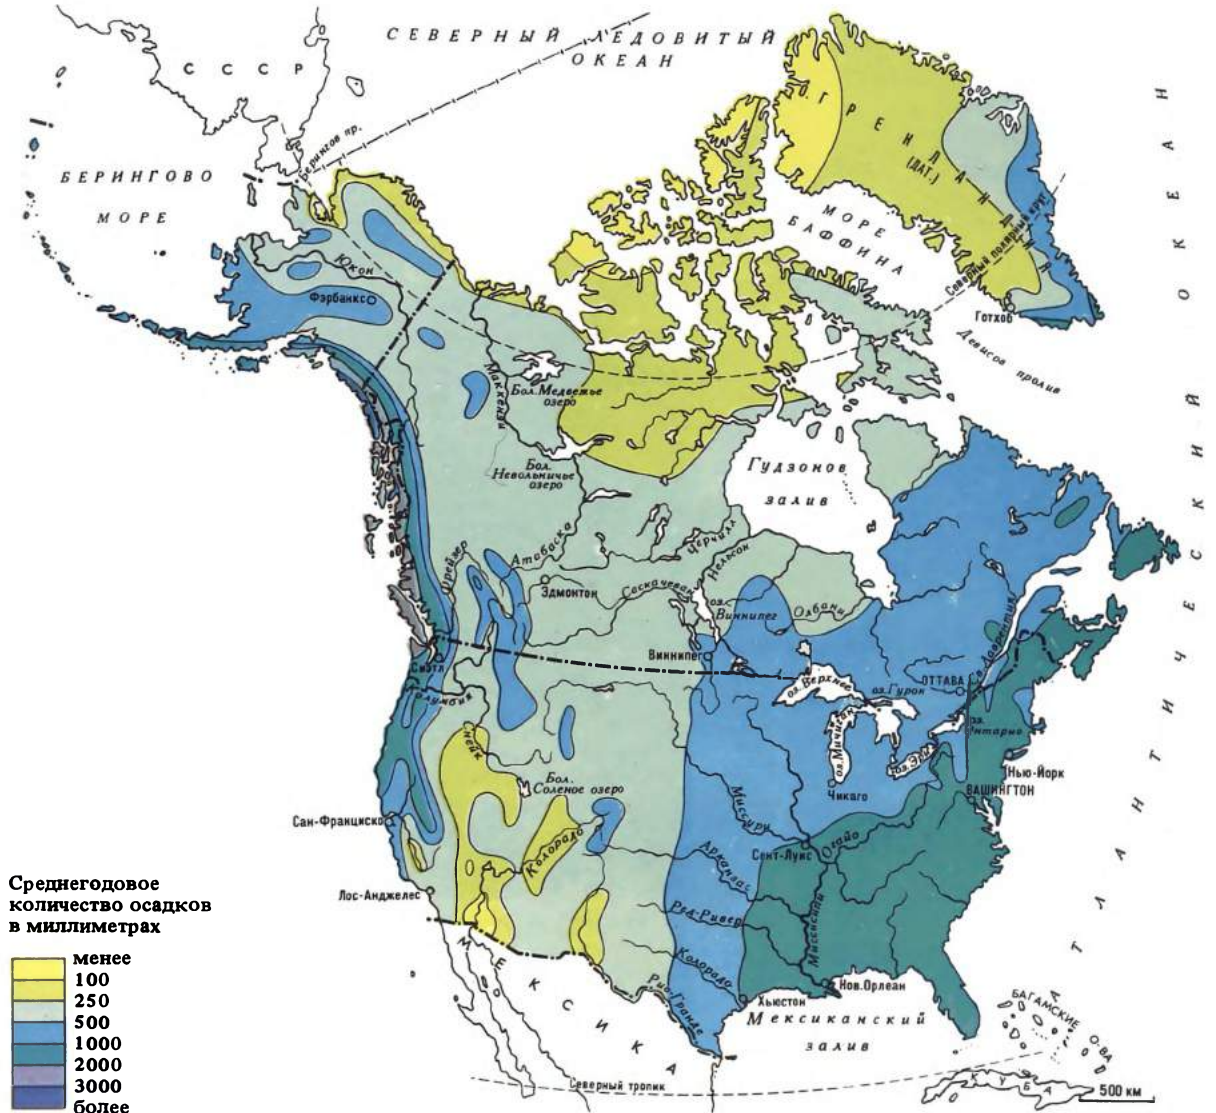 СЕВЕРНЫЙ ЛЕДОВИТЫЙ
ОКЕАН
СССР
Берингов пр.
БЕРИНГОВО
МОРЕ
О. ГРЕНЛАНДИЯ
(ДАТ.)
МОРЕ
БАФФИНА
Северный полярный круг
АТЛАНТИЧЕСКИЙ ОКЕАН
Юкон
Фэрбанкс
Готхоб
Девисов пролив
Маккензи
Бол. Медвежье
озеро
Бол.
Невольничье
озеро
Гудзонов
залив
Атабаска
Фрейзер
Черчилл
Нельсон
Эдмонтон
Саскачеван
оз.
Виннипег
Олбани
Виннипег
Св. Лаврентия
Сиэтл
Колумбия
оз. Верхнее
оз. Гурон
ОТТАВА
оз. Мичиган
оз.
Онтарио
оз. Эри
Снейк
Бол.
Соленое озеро
Нью-Йорк
ВАШИНГТОН
Чикаго
Миссури
Сан-Франциско
Сент-Луис
Огайо
Колорадо
Арканзас
Лос-Анджелес
Ред-Ривер
Миссисипи
Колорадо
МЕКСИКА
Рио-Гранде
Хьюстон
Нов. Орлеан
Мексиканский
залив
БАГАМСКИЕ О-ВА
Северный тропик
КУБА
500 км
Среднегодовое
количество осадков
в миллиметрах
менее
100
250
500
1000
2000
3000
более